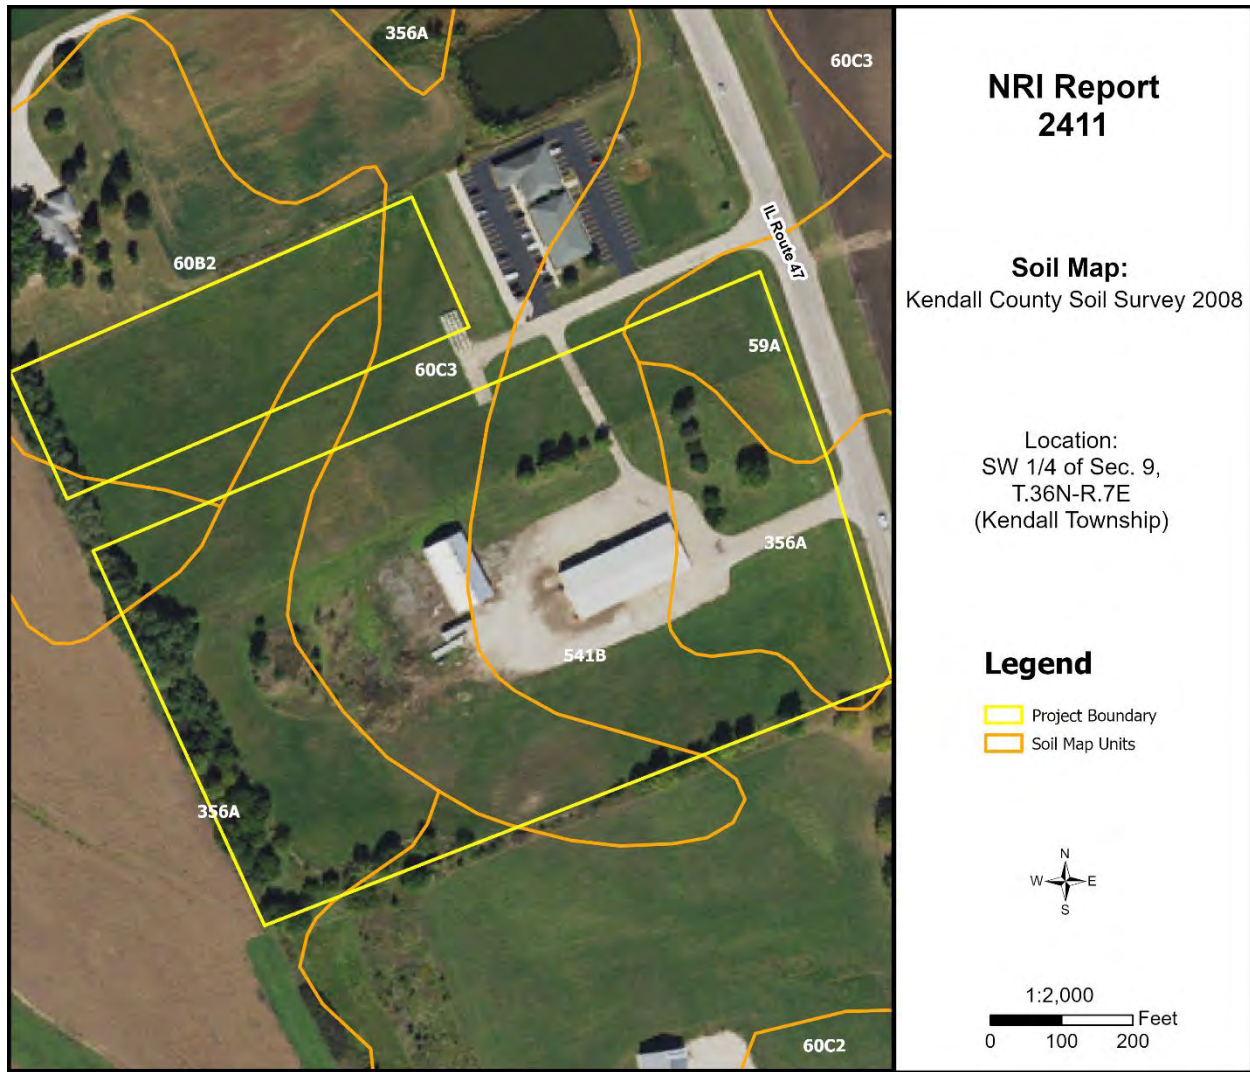 356A
60C3
60B2
IL Route 47
59A
60C3
356A
541B
356A
60C2
NRI Report
2411
Soil Map:
Kendall County Soil Survey 2008
Location:
SW 1/4 of Sec. 9,
T.36N-R.7E
(Kendall Township)
Legend
Project Boundary
Soil Map Units
N
W
E
S
1:2,000
Feet
0 100 200